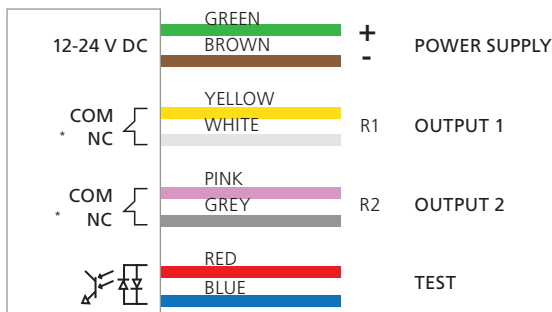 GREEN
12-24 V DC + POWER SUPPLY
BROWN -
YELLOW
COM
WHITE R1 OUTPUT 1
* NC
PINK
COM
GREY R2 OUTPUT 2
* NC
RED
TEST
BLUE